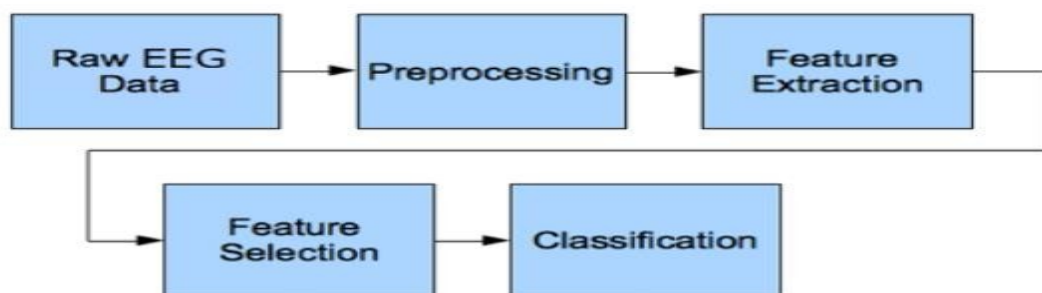 Raw EEG
Data
Preprocessing
Feature
Extraction
Feature
Selection
Classification